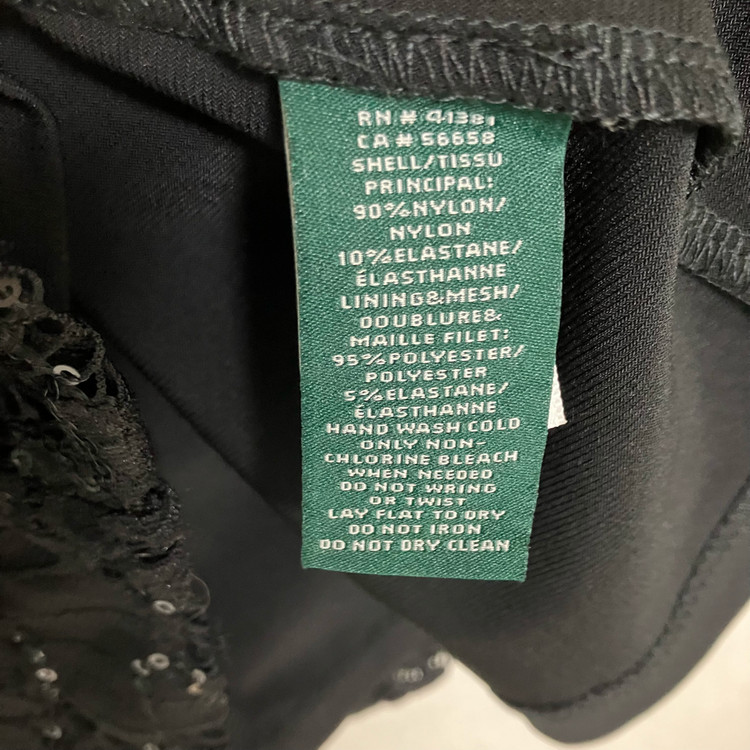 RN # 41381
CA # 56658
SHELL/TISSU
PRINCIPAL:
90%NYLON/
NYLON
10%ELASTANE/
ÉLASTHANNE
LINING&MESH/
DOUBLURE&
MAILLE FILET:
95%POLYESTER/
POLYESTER
5%ELASTANE/
ÉLASTHANNE
HAND WASH COLD
ONLY NON-
CHLORINE BLEACH
WHEN NEEDED
DO NOT WRING
OR TWIST
LAY FLAT TO DRY
DO NOT IRON
DO NOT DRY CLEAN